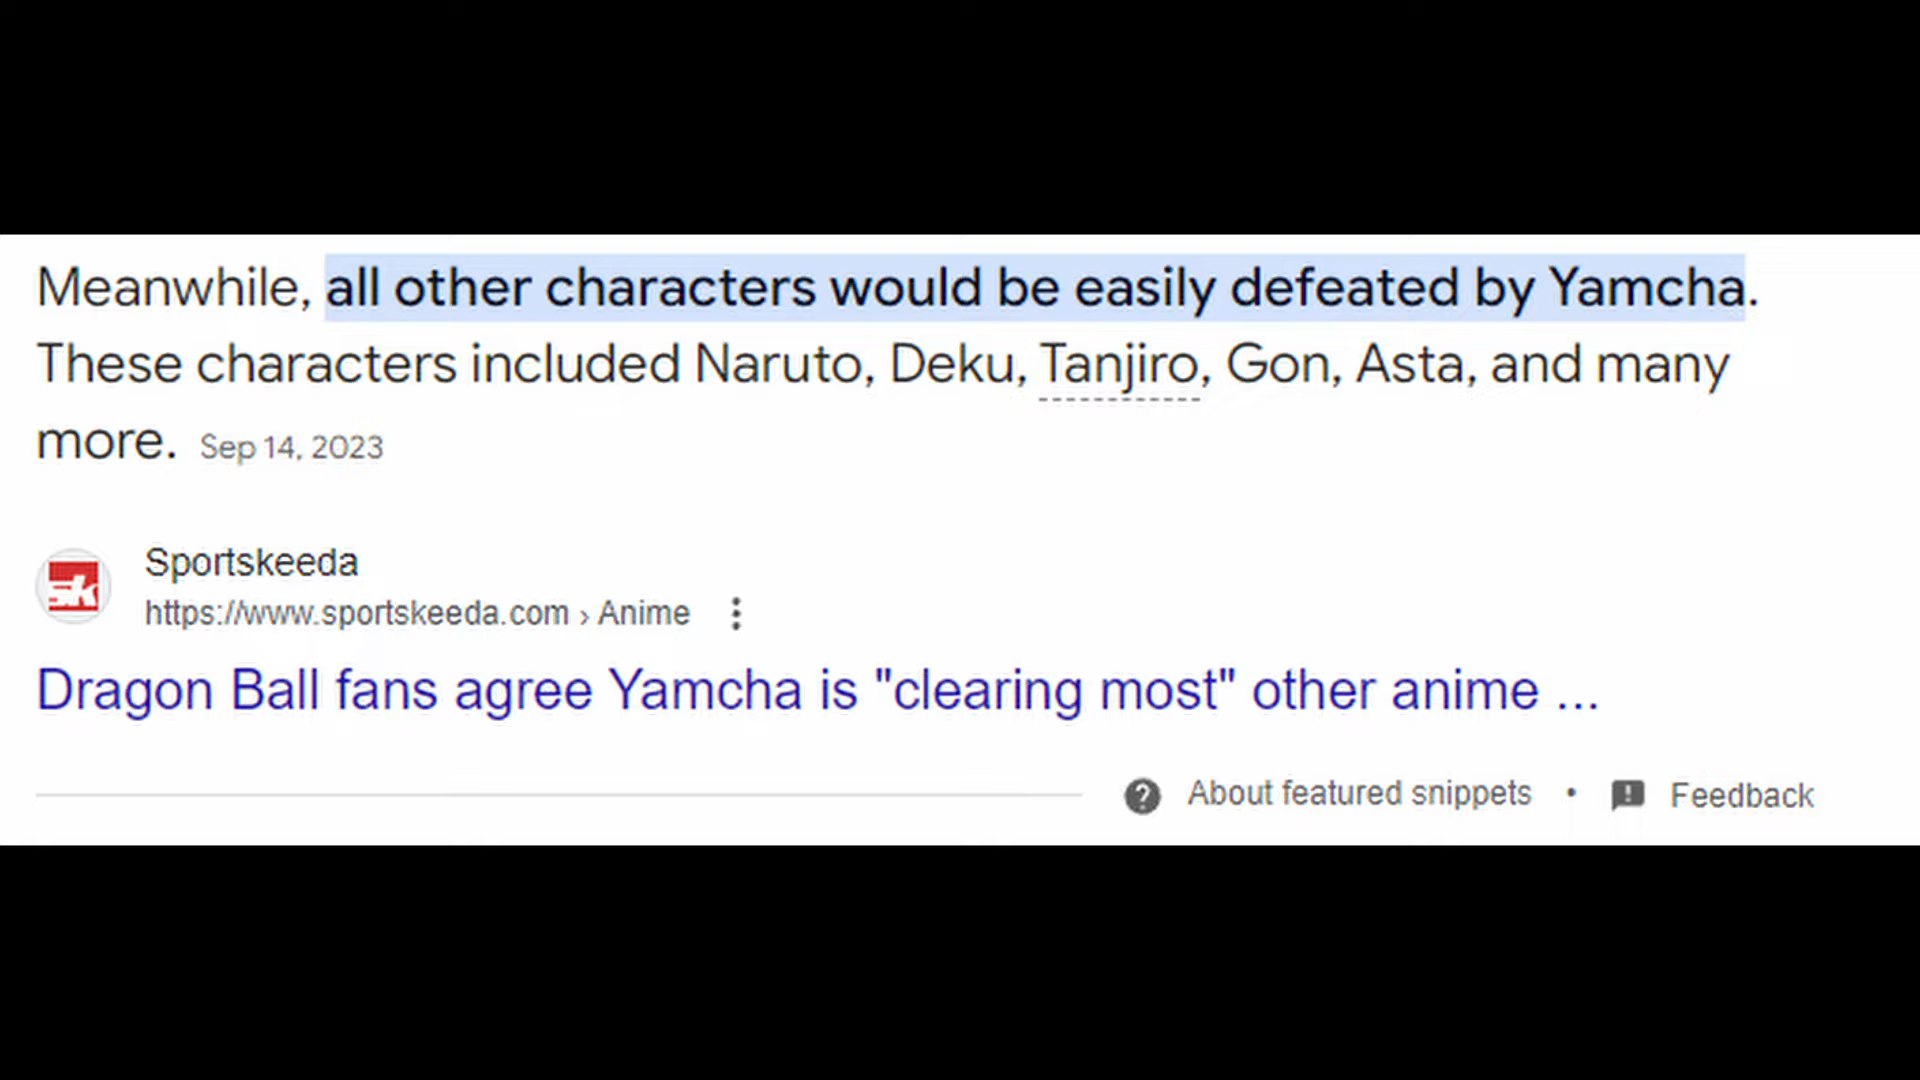 Meanwhile, all other characters would be easily defeated by Yamcha.
These characters included Naruto, Deku, Tanjiro, Gon, Asta, and many
more. Sep 14, 2023
sk
Sportskeeda
https://www.sportskeeda.com › Anime
Dragon Ball fans agree Yamcha is "clearing most" other anime ...
About featured snippets • Feedback